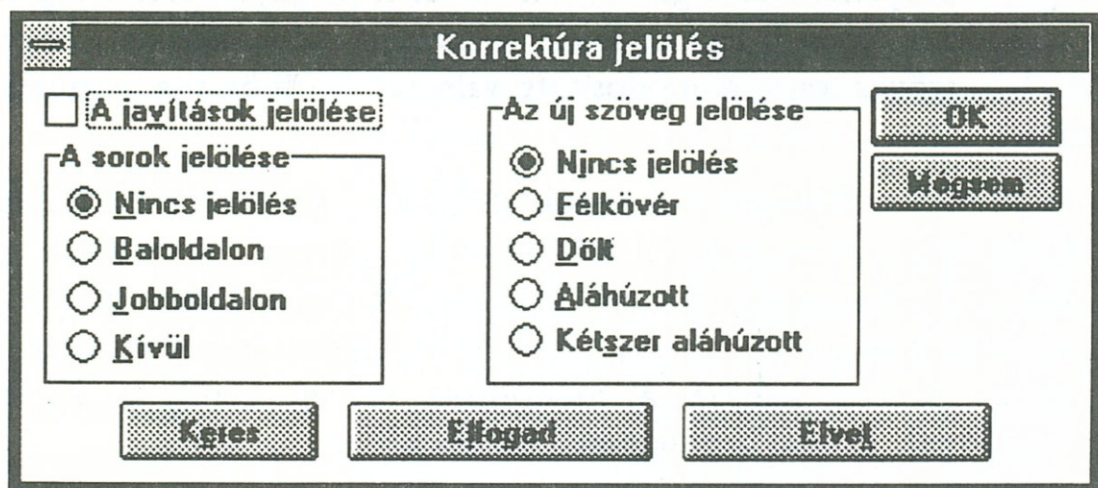 Korrektúra jelölés
A javítások jelölése
A sorok jelölése
Nincs jelölés
Baloldalon
Jobboldalon
Kívül
Az új szöveg jelölése
Nincs jelölés
Félkövér
Dőlt
Aláhúzott
Kétszer aláhúzott
OK
Mégsem
Keres
Elfogad
Elvet